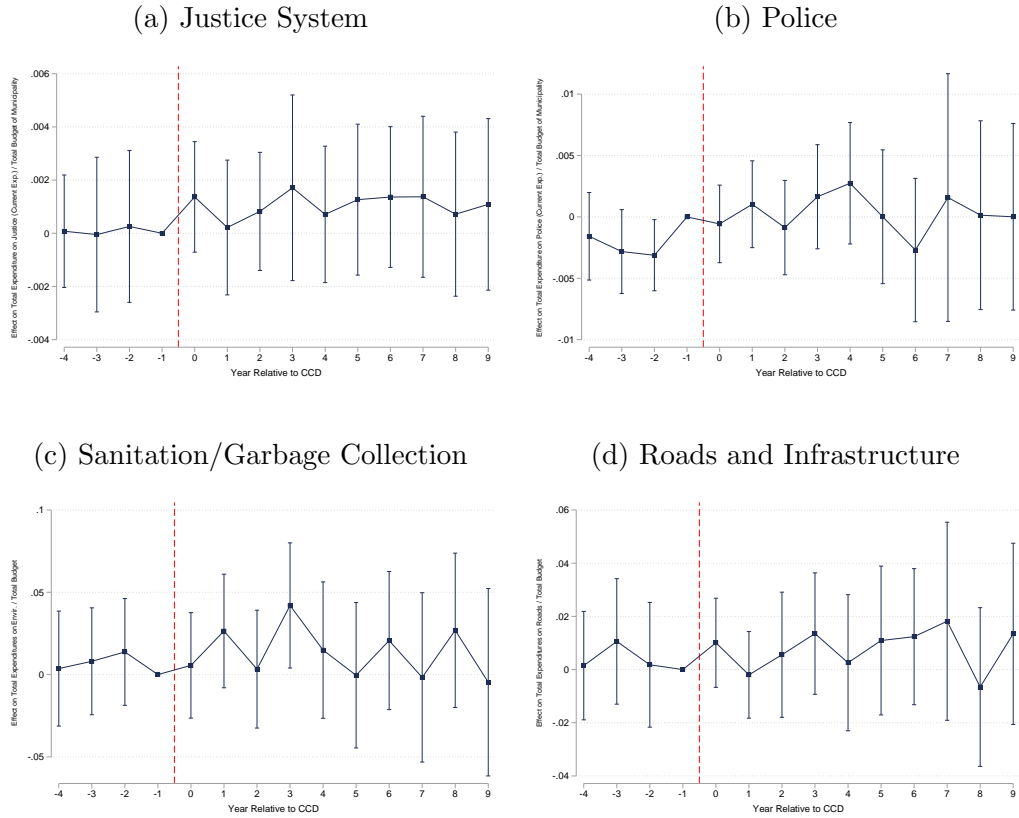 (a) Justice System
Effect on Total Expenditure on Justice (Current Exp.) / Total Budget of Municipality
.006
.004
.002
0
-.002
-.004
-4 -3 -2 -1 0 1 2 3 4 5 6 7 8 9
Year Relative to CCD
(b) Police
Effect on Total Expenditure on Police (Current Exp.) / Total Budget of Municipality
.01
.005
0
-.005
-.01
-4 -3 -2 -1 0 1 2 3 4 5 6 7 8 9
Year Relative to CCD
(c) Sanitation/Garbage Collection
Effect on Total Expenditures on Envir. / Total Budget
.1
.05
0
-.05
-4 -3 -2 -1 0 1 2 3 4 5 6 7 8 9
Year Relative to CCD
(d) Roads and Infrastructure
Effect on Total Expenditures on Roads / Total Budget
.06
.04
.02
0
-.02
-.04
-4 -3 -2 -1 0 1 2 3 4 5 6 7 8 9
Year Relative to CCD